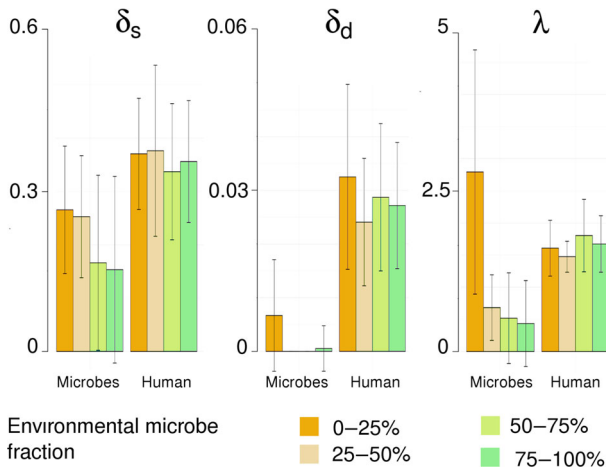 δs δd λ
0.6 0.06 5
0.3 0.03 2.5
0 0 0
Microbes Human Microbes Human Microbes Human
Environmental microbe
fraction
0–25%
25–50%
50–75%
75–100%